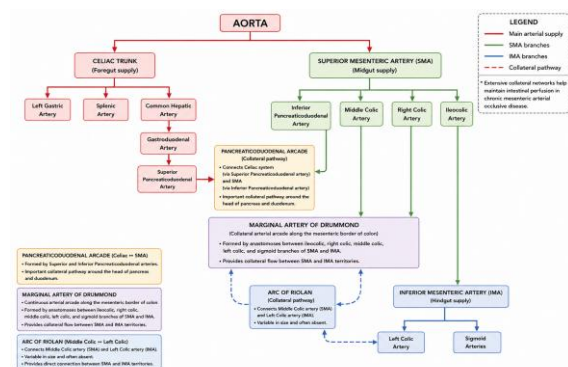 AORTA
CELIAC TRUNK
(Foregut supply)
SUPERIOR MESENTERIC ARTERY (SMA)
(Midgut supply)
LEGEND
Main arterial supply
SMA branches
IMA branches
Collateral pathway
* Extensive collateral networks help
maintain intestinal perfusion in
chronic mesenteric arterial
occlusive disease.
Left Gastric
Artery
Splenic
Artery
Common Hepatic
Artery
Inferior
Pancreaticoduodenal
Artery
Middle Colic
Artery
Right Colic
Artery
Ileocolic
Artery
Gastroduodenal
Artery
Superior
Pancreaticoduodenal
Artery
PANCREATICODUODENAL ARCADE
(Collateral pathway)
• Connects Celiac system
(via Superior Pancreaticoduodenal artery)
and SMA
(via Inferior Pancreaticoduodenal artery)
• Important collateral pathway around the
head of pancreas and duodenum.
MARGINAL ARTERY OF DRUMMOND
(Collateral arterial arcade along the mesenteric border of colon)
• Formed by anastomoses between ileocolic, right colic, middle colic,
left colic, and sigmoid branches of SMA and IMA.
• Provides collateral flow between SMA and IMA territories.
PANCREATICODUODENAL ARCADE (Celiac ↔ SMA)
• Formed by Superior and Inferior Pancreaticoduodenal arteries.
• Important collateral pathway around the head of pancreas
and duodenum.
MARGINAL ARTERY OF DRUMMOND
• Continuous arterial arcade along the mesenteric border of colon
• Formed by anastomoses between ileocolic, right colic,
middle colic, left colic, and sigmoid branches of SMA and IMA.
• Provides collateral flow between SMA and IMA territories.
ARC OF RIOLAN (Middle Colic ↔ Left Colic)
• Connects Middle Colic artery (SMA) and Left Colic artery (IMA).
• Variable in size and often absent.
• Provides direct connection between SMA and IMA territories.
ARC OF RIOLAN
(Collateral pathway)
• Connects Middle Colic artery (SMA)
and Left Colic artery (IMA).
• Variable in size and often absent.
INFERIOR MESENTERIC ARTERY (IMA)
(Hindgut supply)
Left Colic
Artery
Sigmoid
Arteries